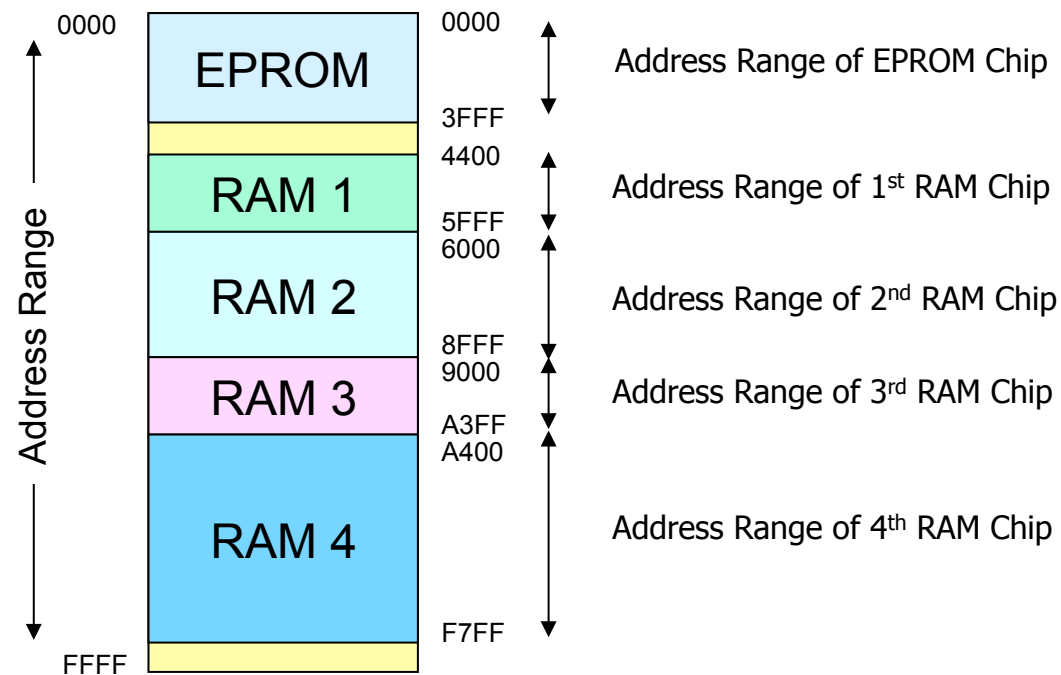 0000
0000
EPROM
Address Range of EPROM Chip
3FFF
4400
RAM 1
Address Range of 1st RAM Chip
5FFF
6000
Address Range
RAM 2
Address Range of 2nd RAM Chip
8FFF
9000
RAM 3
Address Range of 3rd RAM Chip
A3FF
A400
RAM 4
Address Range of 4th RAM Chip
F7FF
FFFF